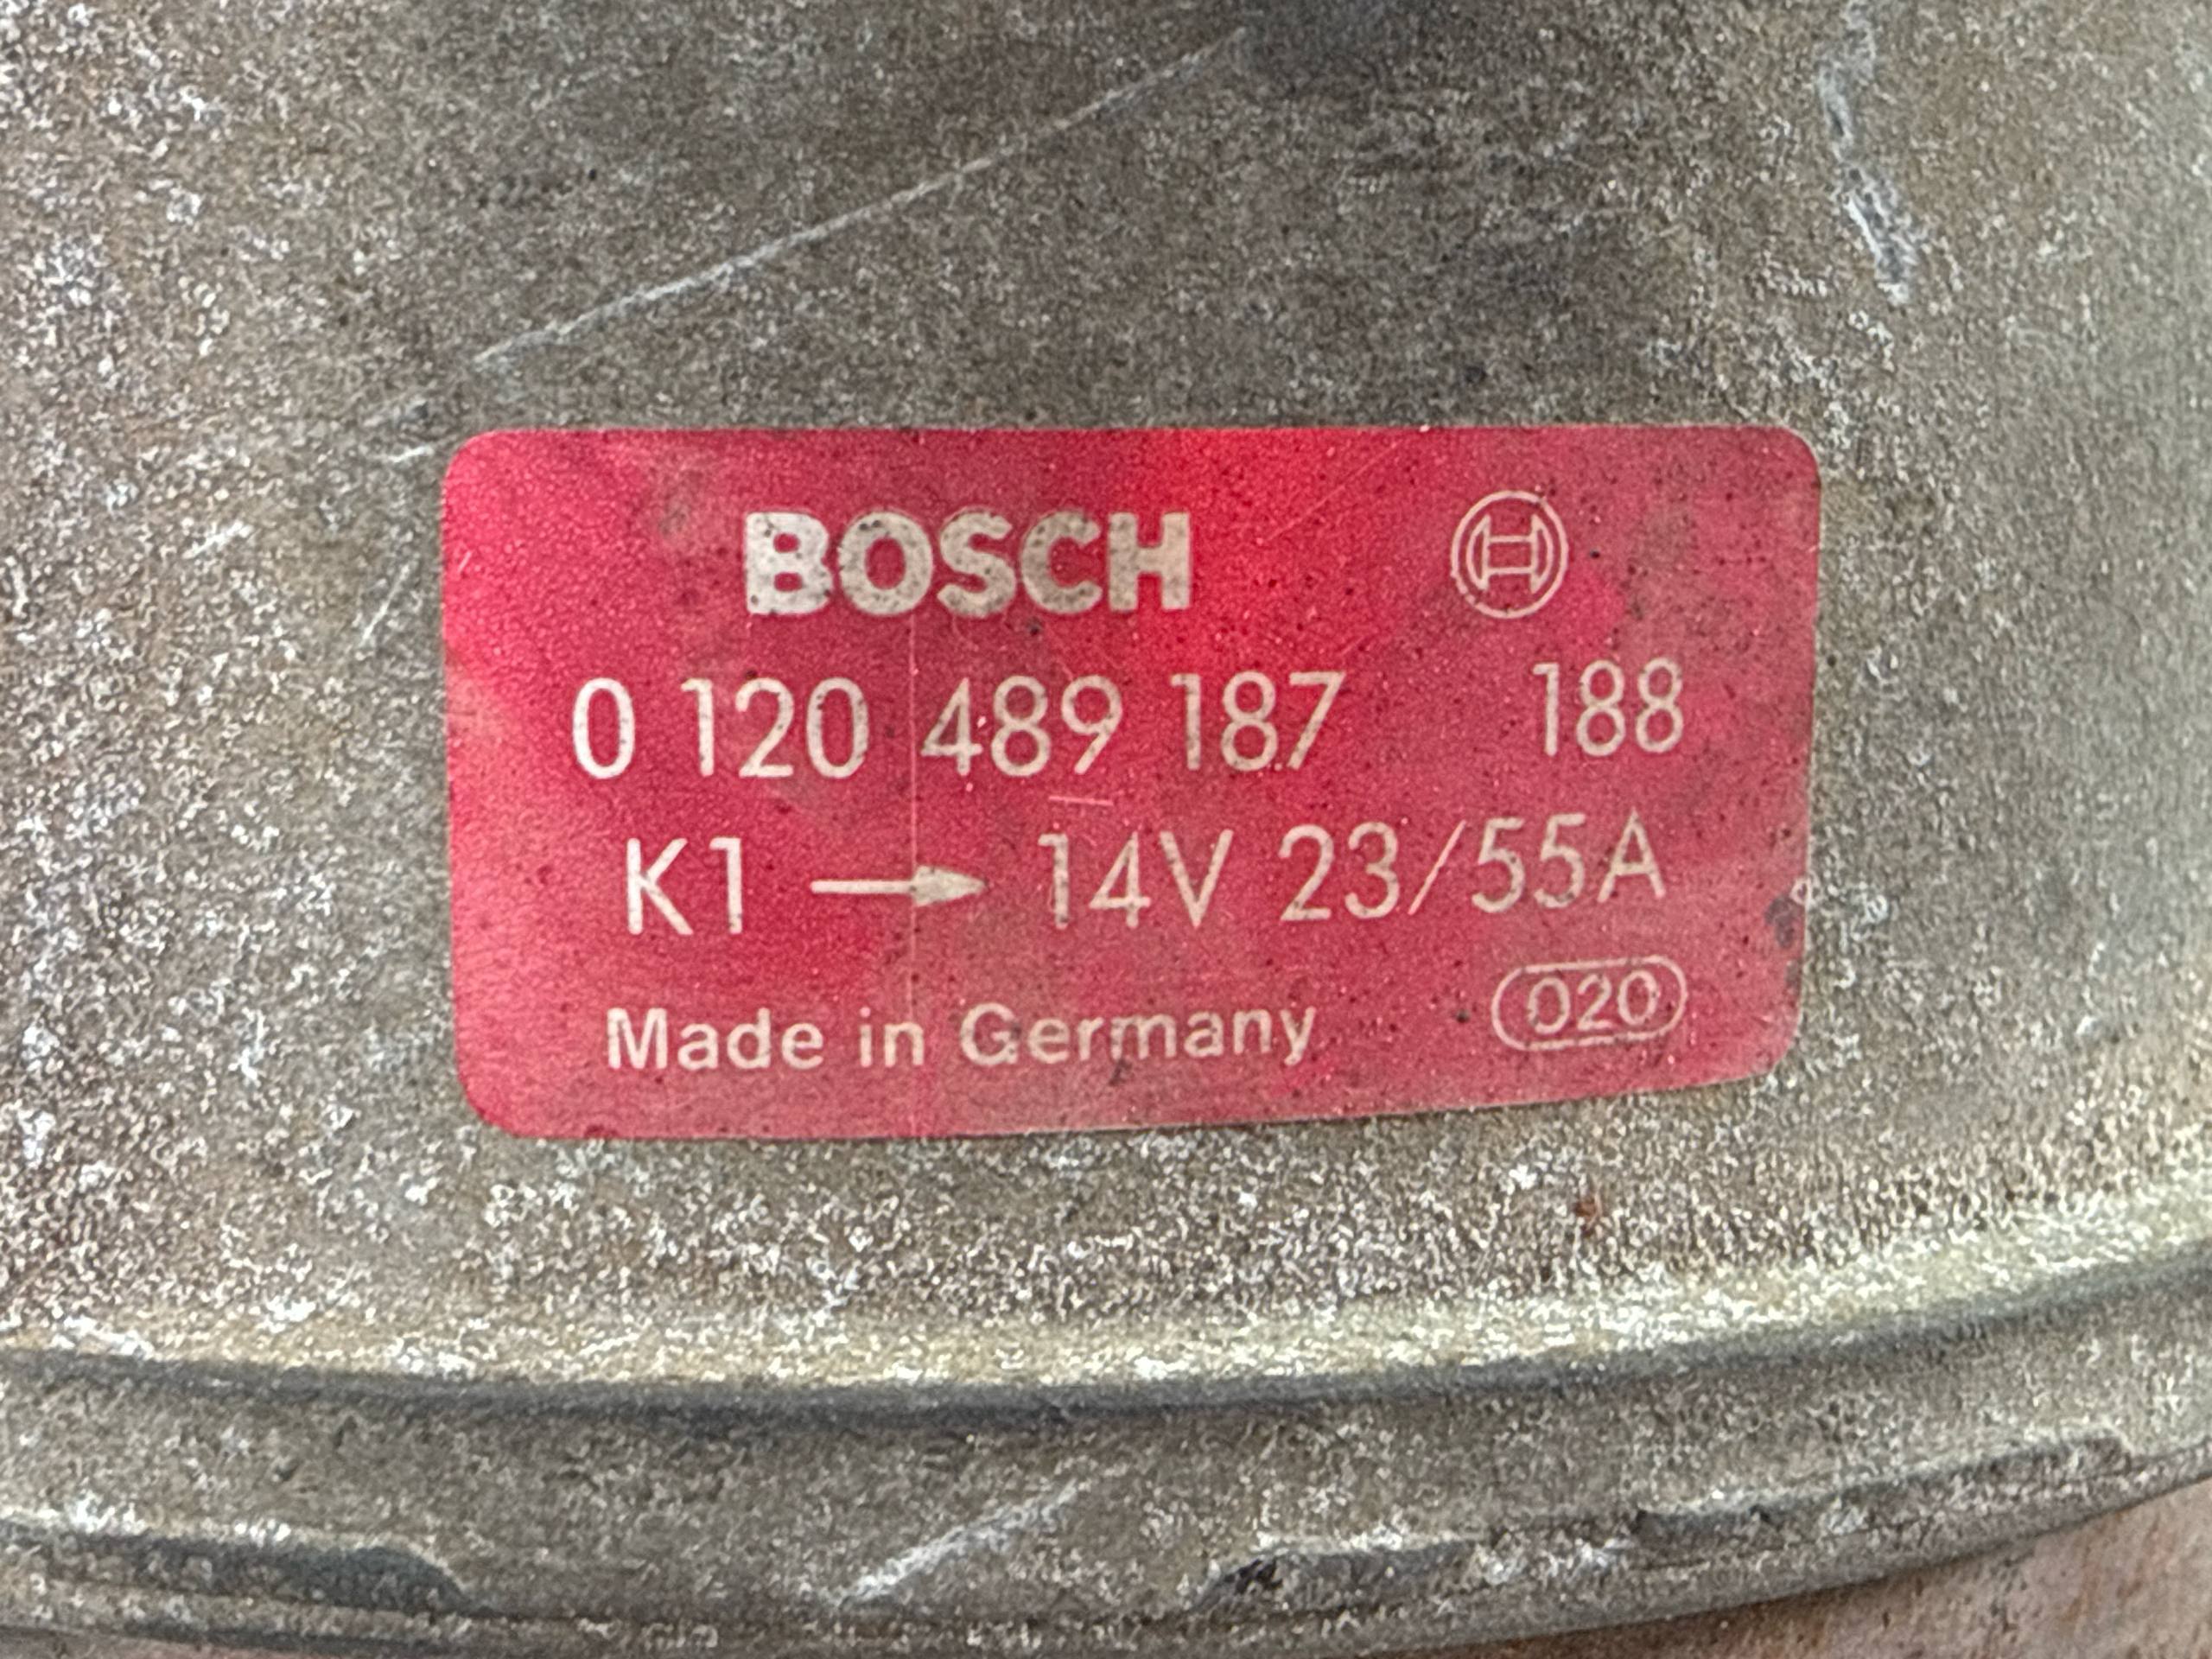 BOSCH
0 120 489 187 188
K1 → 14V 23/55A
Made in Germany 020